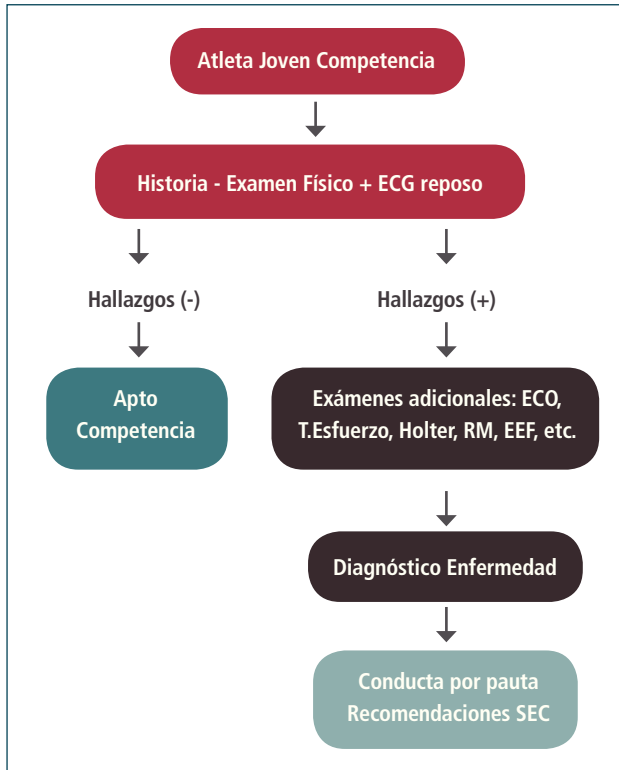 Atleta Joven Competencia
Historia - Examen Físico + ECG reposo
Hallazgos (-)
Hallazgos (+)
Apto
Competencia
Exámenes adicionales: ECO,
T.Esfuerzo, Holter, RM, EEF, etc.
Diagnóstico Enfermedad
Conducta por pauta
Recomendaciones SEC